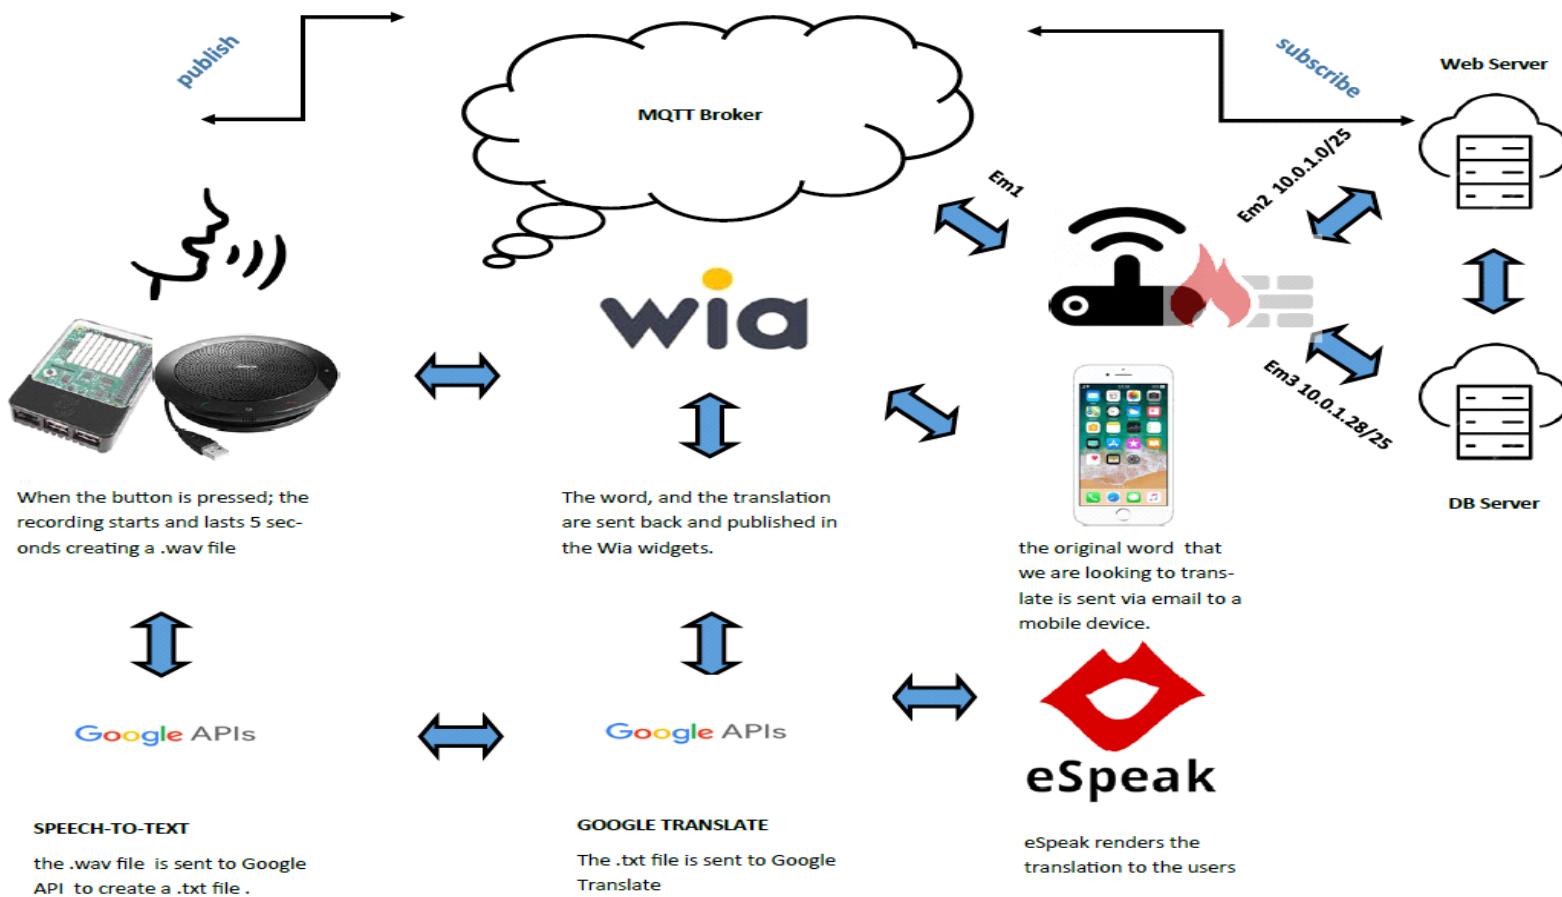 publish
MQTT Broker
subscribe
Web Server
Em1
Em2 10.0.1.0/25
wia
Em3 10.0.1.28/25
DB Server
When the button is pressed; the
recording starts and lasts 5 sec-
onds creating a .wav file
The word, and the translation
are sent back and published in
the Wia widgets.
the original word that
we are looking to trans-
late is sent via email to a
mobile device.
Google APIs
Google APIs
eSpeak
SPEECH-TO-TEXT
the .wav file is sent to Google
API to create a .txt file .
GOOGLE TRANSLATE
The .txt file is sent to Google
Translate
eSpeak renders the
translation to the users